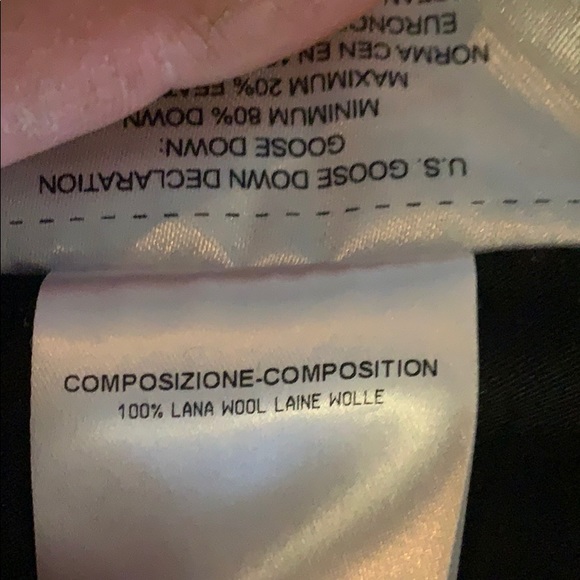 U.S. GOOSE DOWN DECLARATION
GOOSE DOWN:
MINIMUM 80% DOWN
MAXIMUM 20%
NORMA CEN EN
COMPOSIZIONE-COMPOSITION
100% LANA WOOL LAINE WOLLE